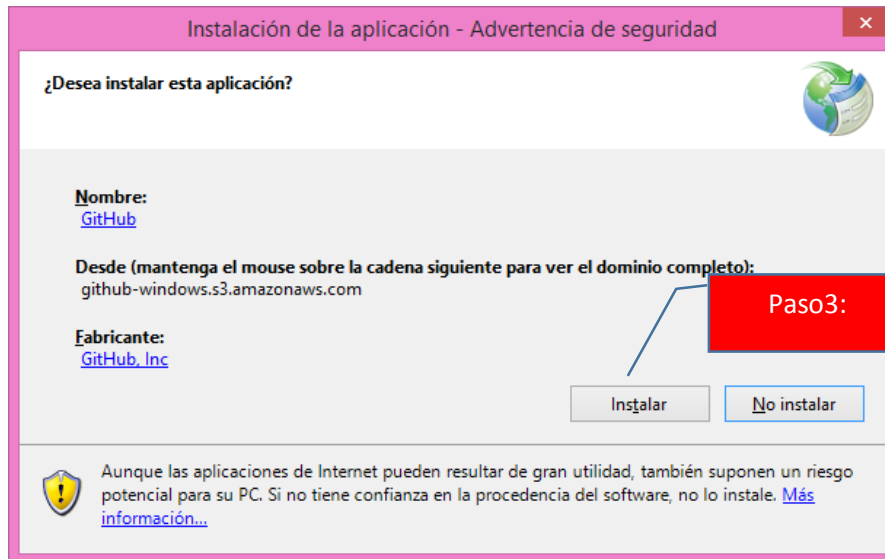 Instalación de la aplicación - Advertencia de seguridad
¿Desea instalar esta aplicación?
Nombre:
GitHub
Desde (mantenga el mouse sobre la cadena siguiente para ver el dominio completo):
github-windows.s3.amazonaws.com
Paso3:
Fabricante:
GitHub, Inc
Instalar
No instalar
Aunque las aplicaciones de Internet pueden resultar de gran utilidad, también suponen un riesgo
potencial para su PC. Si no tiene confianza en la procedencia del software, no lo instale. Más
información...